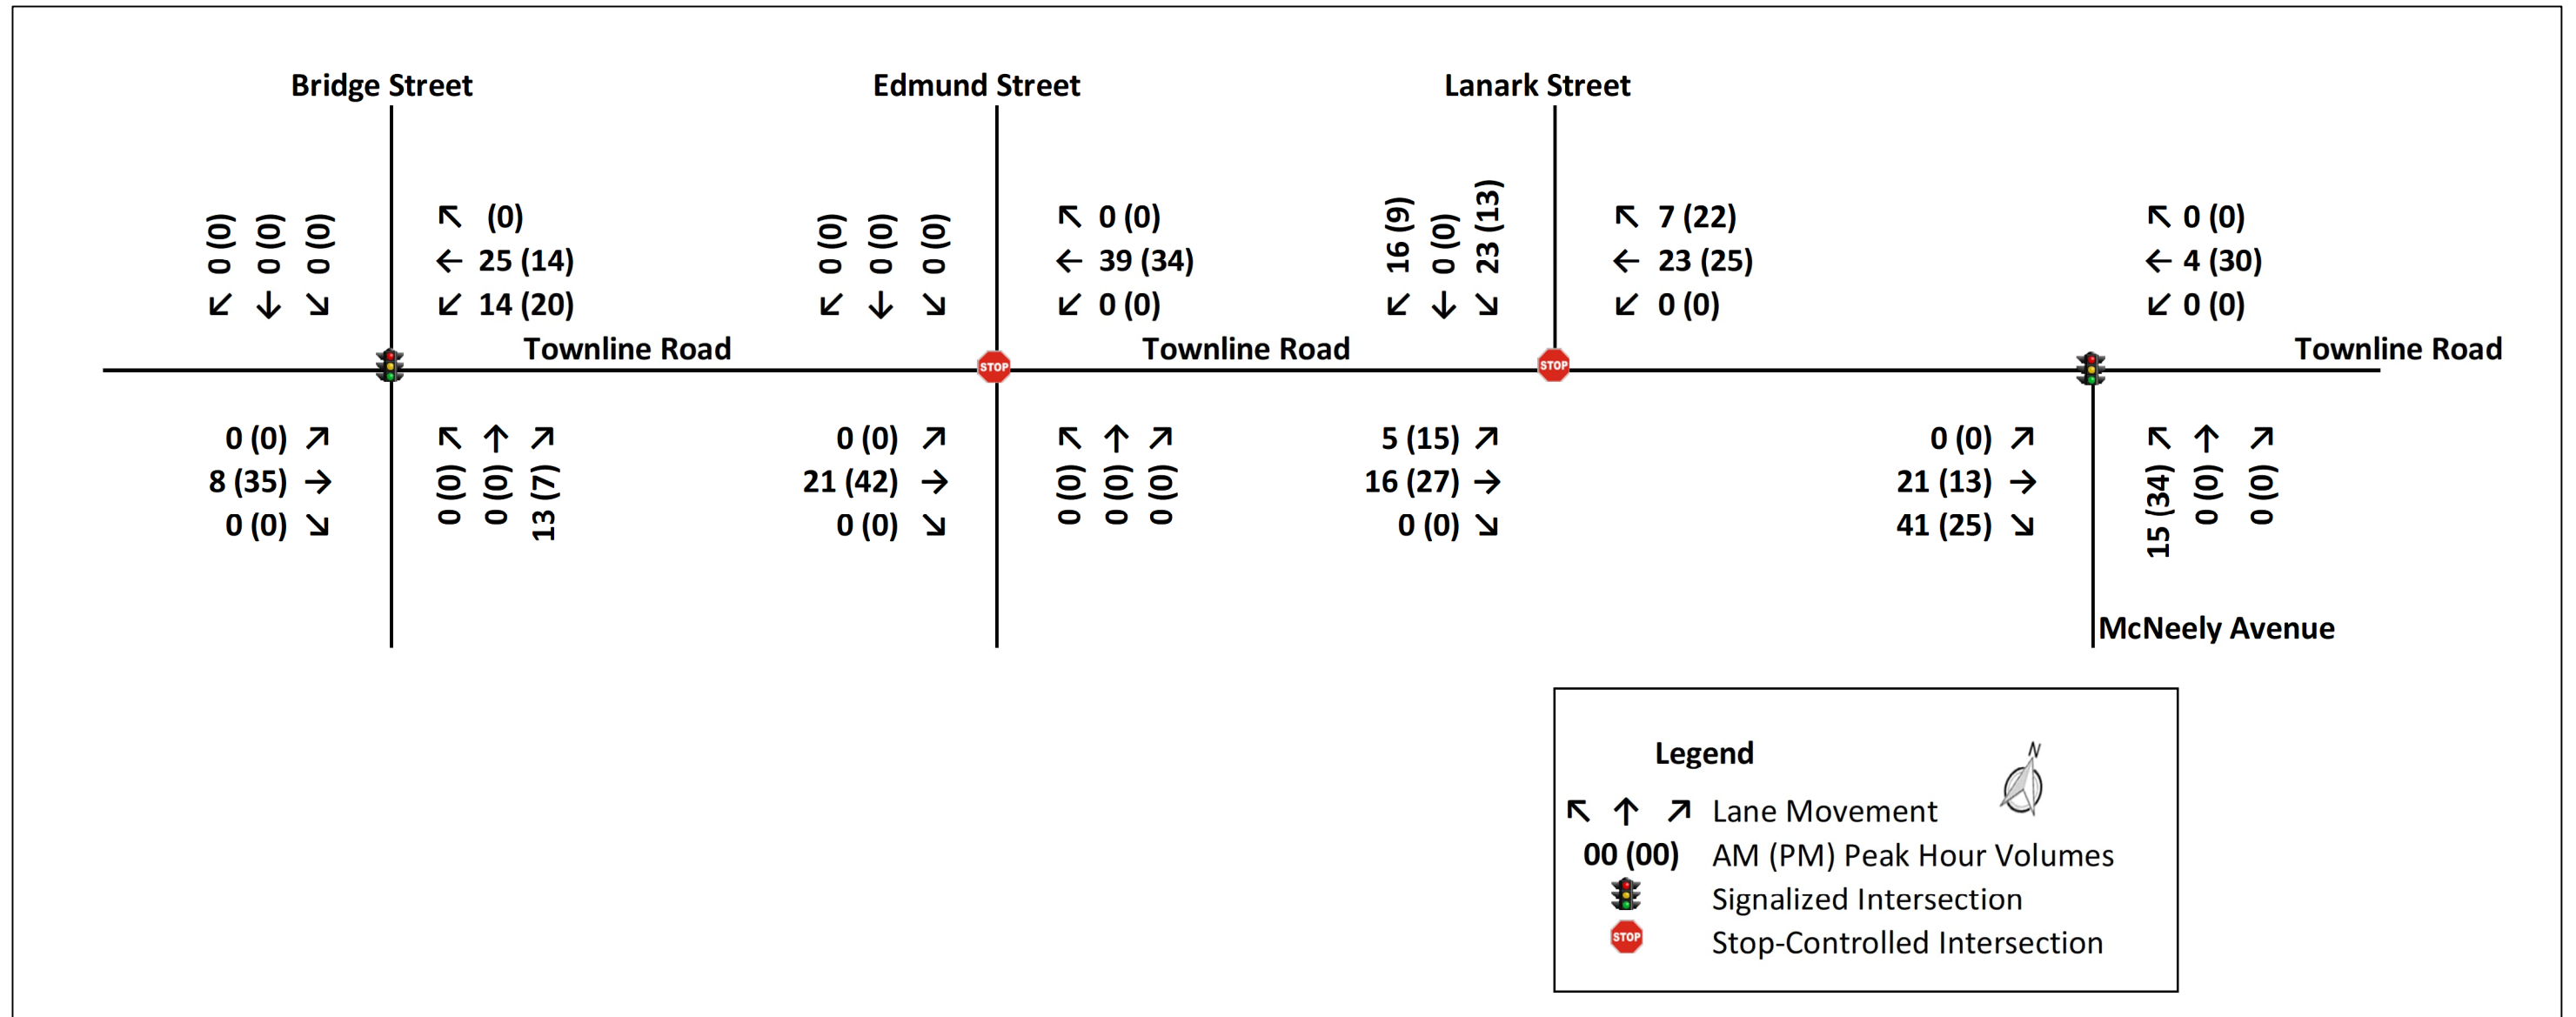 Bridge Street
Edmund Street
Lanark Street
0 (0)
0 (0)
0 (0)
(0)
25 (14)
14 (20)
0 (0)
0 (0)
0 (0)
0 (0)
39 (34)
0 (0)
16 (9)
0 (0)
23 (13)
7 (22)
23 (25)
0 (0)
0 (0)
4 (30)
0 (0)
Townline Road
Townline Road
Townline Road
STOP
STOP
0 (0)
8 (35)
0 (0)
0 (0)
0 (0)
13 (7)
0 (0)
21 (42)
0 (0)
0 (0)
0 (0)
0 (0)
5 (15)
16 (27)
0 (0)
0 (0)
21 (13)
41 (25)
15 (34)
0 (0)
0 (0)
McNeely Avenue
Legend
N
Lane Movement
00 (00) AM (PM) Peak Hour Volumes
Signalized Intersection
STOP Stop-Controlled Intersection